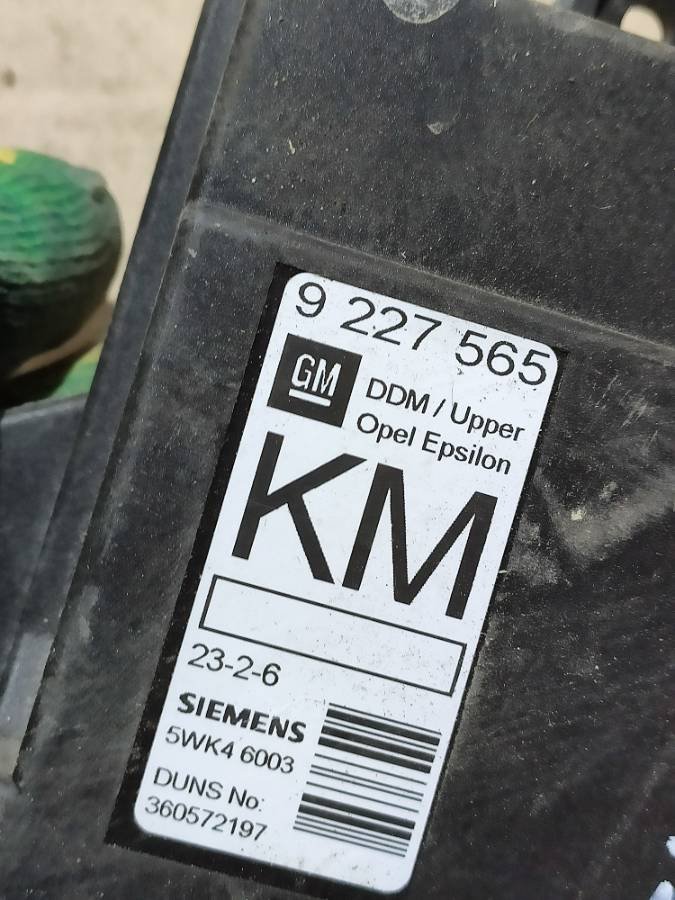 9 227 565
GM
DDM / Upper
Opel Epsilon
KM
23-2-6
SIEMENS
5WK4 6003
DUNS No:
360572197